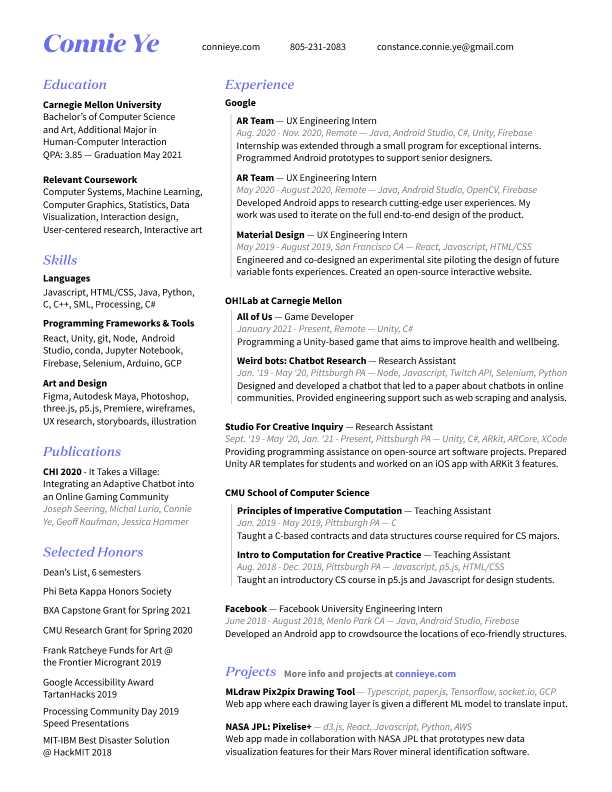 Connie Ye
connieye.com 805-231-2083 constance.connie.ye@gmail.com
Education
Carnegie Mellon University
Bachelor's of Computer Science
and Art, Additional Major in
Human-Computer Interaction
QPA: 3.85 — Graduation May 2021
Relevant Coursework
Computer Systems, Machine Learning,
Computer Graphics, Statistics, Data
Visualization, Interaction design,
User-centered research, Interactive art
Skills
Languages
Javascript, HTML/CSS, Java, Python,
C, C++, SML, Processing, C#
Programming Frameworks & Tools
React, Unity, git, Node, Android
Studio, conda, Jupyter Notebook,
Firebase, Selenium, Arduino, GCP
Art and Design
Figma, Autodesk Maya, Photoshop,
three.js, p5.js, Premiere, wireframes,
UX research, storyboards, illustration
Publications
CHI 2020 - It Takes a Village:
Integrating an Adaptive Chatbot into
an Online Gaming Community
Joseph Seering, Michal Luria, Connie
Ye, Geoff Kaufman, Jessica Hammer
Selected Honors
Dean's List, 6 semesters
Phi Beta Kappa Honors Society
BXA Capstone Grant for Spring 2021
CMU Research Grant for Spring 2020
Frank Ratcheye Funds for Art @
the Frontier Microgrant 2019
Google Accessibility Award
TartanHacks 2019
Processing Community Day 2019
Speed Presentations
MIT-IBM Best Disaster Solution
@ HackMIT 2018
Experience
Google
AR Team — UX Engineering Intern
Aug. 2020 - Nov. 2020, Remote — Java, Android Studio, C#, Unity, Firebase
Internship was extended through a small program for exceptional interns.
Programmed Android prototypes to support senior designers.
AR Team — UX Engineering Intern
May 2020 - August 2020, Remote — Java, Android Studio, OpenCV, Firebase
Developed Android apps to research cutting-edge user experiences. My
work was used to iterate on the full end-to-end design of the product.
Material Design — UX Engineering Intern
May 2019 - August 2019, San Francisco CA — React, Javascript, HTML/CSS
Engineered and co-designed an experimental site piloting the design of future
variable fonts experiences. Created an open-source interactive website.
OH!Lab at Carnegie Mellon
All of Us — Game Developer
January 2021 - Present, Remote — Unity, C#
Programming a Unity-based game that aims to improve health and wellbeing.
Weird bots: Chatbot Research — Research Assistant
Jan. '19 - May '20, Pittsburgh PA — Node, Javascript, Twitch API, Selenium, Python
Designed and developed a chatbot that led to a paper about chatbots in online
communities. Provided engineering support such as web scraping and analysis.
Studio For Creative Inquiry — Research Assistant
Sept. '19 - May '20, Jan. '21 - Present, Pittsburgh PA — Unity, C#, ARKit, ARCore, XCode
Providing programming assistance on open-source art software projects. Prepared
Unity AR templates for students and worked on an iOS app with ARKit 3 features.
CMU School of Computer Science
Principles of Imperative Computation — Teaching Assistant
Jan. 2019 - May 2019, Pittsburgh PA — C
Taught a C-based contracts and data structures course required for CS majors.
Intro to Computation for Creative Practice — Teaching Assistant
Aug. 2018 - Dec. 2018, Pittsburgh PA — Javascript, p5.js, HTML/CSS
Taught an introductory CS course in p5.js and Javascript for design students.
Facebook — Facebook University Engineering Intern
June 2018 - August 2018, Menlo Park CA — Java, Android Studio, Firebase
Developed an Android app to crowdsource the locations of eco-friendly structures.
Projects More info and projects at connieye.com
MLdraw Pix2pix Drawing Tool — Typescript, paper.js, Tensorflow, socket.io, GCP
Web app where each drawing layer is given a different ML model to translate input.
NASA JPL: Pixelise+ — d3.js, React, Javascript, Python, AWS
Web app made in collaboration with NASA JPL that prototypes new data
visualization features for their Mars Rover mineral identification software.